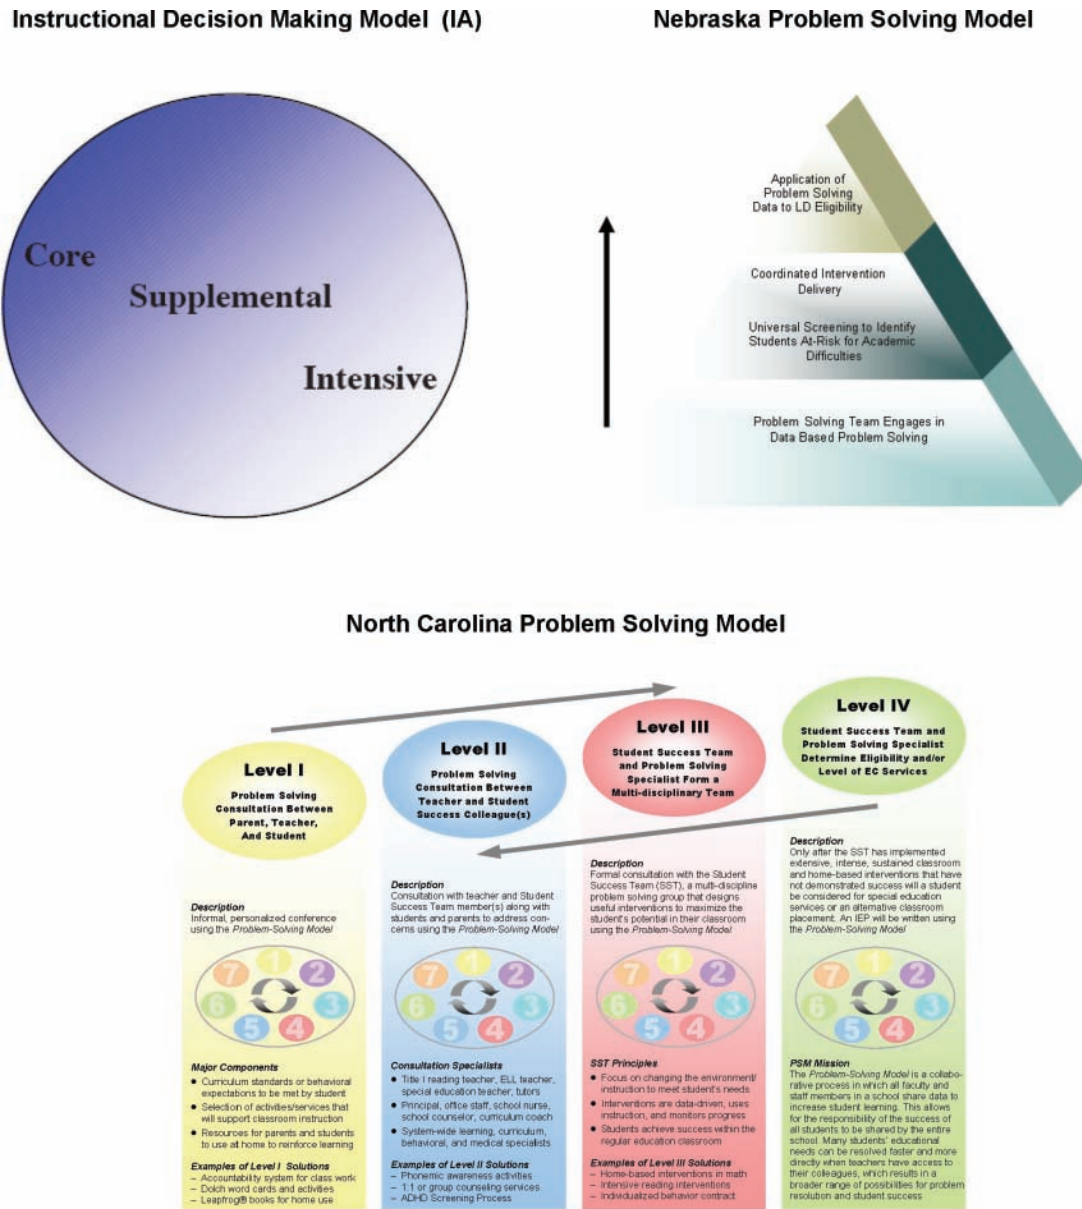 Instructional Decision Making Model (IA)
Nebraska Problem Solving Model
Core
Supplemental
Intensive
Application of
Problem Solving
Data to LD Eligibility
Coordinated Intervention
Delivery
Universal Screening to Identify
Students At-Risk for Academic
Difficulties
Problem Solving Team Engages in
Data Based Problem Solving
North Carolina Problem Solving Model
Level I
Problem Solving
Consultation Between
Parent, Teacher,
And Student
Description
Informal, personalized conference
using the Problem-Solving Model
1
2
3
4
5
6
7
Major Components
• Curriculum standards or behavioral
expectations to be met by student
• Selection of activities/services that
will support classroom instruction
• Resources for parents and students
to use at home to reinforce learning
Examples of Level I Solutions
– Accountability system for class work
– Dolch word cards and activities
– Leapfrog® books for home use
Level II
Problem Solving
Consultation Between
Teacher and Student
Success Colleague(s)
Description
Consultation with teacher and Student
Success Team member(s) along with
students and parents to address con-
cerns using the Problem-Solving Model
1
2
3
4
5
6
7
Consultation Specialists
• Title I reading teacher, ELL teacher,
special education teacher, tutors
• Principal, office staff, school nurse,
school counselor, curriculum coach
• System-wide learning, curriculum,
behavioral, and medical specialists
Examples of Level II Solutions
– Phonemic awareness activities
– 1:1 or group counseling services
– ADHD Screening Process
Level III
Student Success Team
and Problem Solving
Specialist Form a
Multi-disciplinary Team
Description
Formal consultation with the Student
Success Team (SST), a multi-discipline
problem solving group that designs
useful interventions to maximize the
student's potential in their classroom
using the Problem-Solving Model
1
2
3
4
5
6
7
SST Principles
• Focus on changing the environment/
instruction to meet student's needs
• Interventions are data-driven, uses
instruction, and monitors progress
• Students achieve success within the
regular education classroom
Examples of Level III Solutions
– Home-based interventions in math
– Intensive reading interventions
– Individualized behavior contract
Level IV
Student Success Team and
Problem Solving Specialist
Determine Eligibility and/or
Level of EC Services
Description
Only after the SST has implemented
extensive, intense, sustained classroom
and home-based interventions that have
not demonstrated success will a student
be considered for special education
services or an alternative classroom
placement. An IEP will be written using
the Problem-Solving Model
1
2
3
4
5
6
7
PSM Mission
The Problem-Solving Model is a collabo-
rative process in which all faculty and
staff members in a school share data to
increase student learning. This allows
for the responsibility of the success of
all students to be shared by the entire
school. Many students' educational
needs can be resolved faster and more
directly when teachers have access to
their colleagues, which results in a
broader range of possibilities for problem
resolution and student success